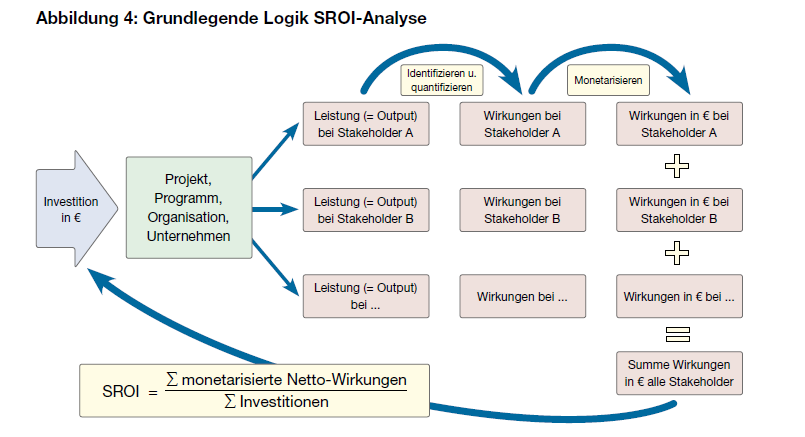 Abbildung 4: Grundlegende Logik SROI-Analyse
Identifizieren u.
quantifizieren
Monetarisieren
Investition
in €
Projekt,
Programm,
Organisation,
Unternehmen
Leistung (= Output)
bei Stakeholder A
Wirkungen bei
Stakeholder A
Wirkungen in € bei
Stakeholder A
+
Leistung (= Output)
bei Stakeholder B
Wirkungen bei
Stakeholder B
Wirkungen in € bei
Stakeholder B
+
Leistung (= Output)
bei ...
Wirkungen bei ...
Wirkungen in € bei ...
=
Summe Wirkungen
in € alle Stakeholder
SROI =
∑ monetarisierte Netto-Wirkungen
∑ Investitionen